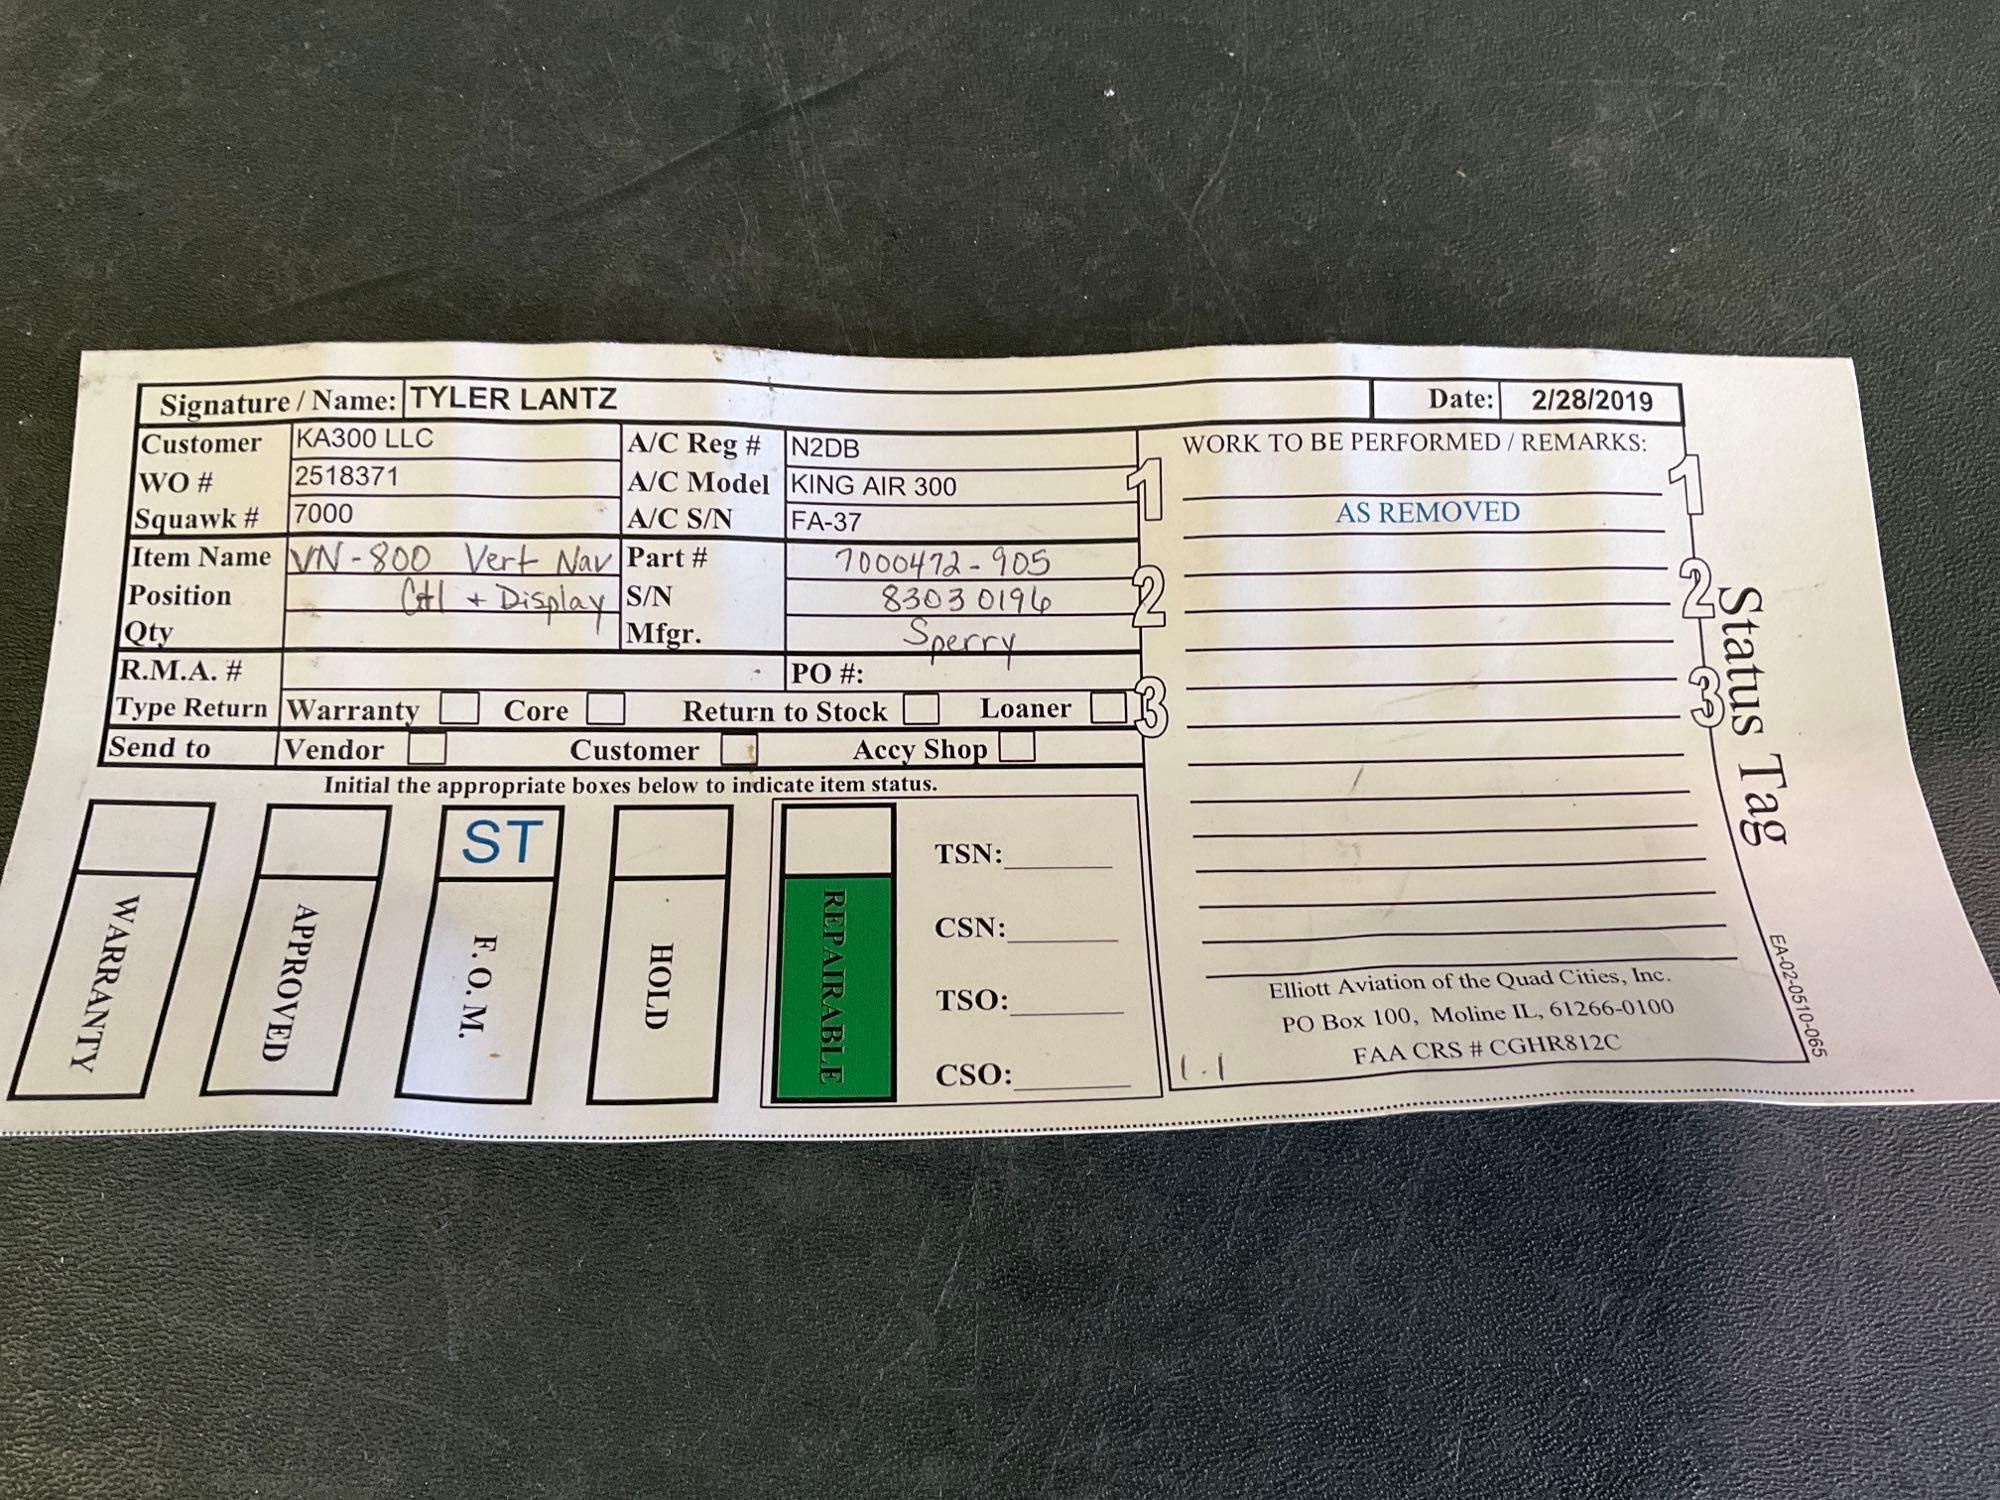 Signature / Name: TYLER LANTZ Date: 2/28/2019
Customer KA300 LLC A/C Reg # N2DB
WO # 2518371 A/C Model KING AIR 300
Squawk # 7000 A/C S/N FA-37
Item Name VN-800 Vert Nav Part # 7000472-905
Position Ctl + Display S/N 83030196
Qty Mfgr. Sperry
R.M.A. # PO #:
Type Return Warranty Core Return to Stock Loaner
Send to Vendor Customer Accy Shop
Initial the appropriate boxes below to indicate item status.
WARRANTY
APPROVED
ST
F. O. M.
HOLD
REPAIRABLE
TSN:
CSN:
TSO:
CSO:
1
2
3
WORK TO BE PERFORMED / REMARKS:
AS REMOVED
Elliott Aviation of the Quad Cities, Inc.
PO Box 100, Moline IL, 61266-0100
FAA CRS # CGHR812C
1.1
1
2
3
Status Tag
EA-02-0510-065